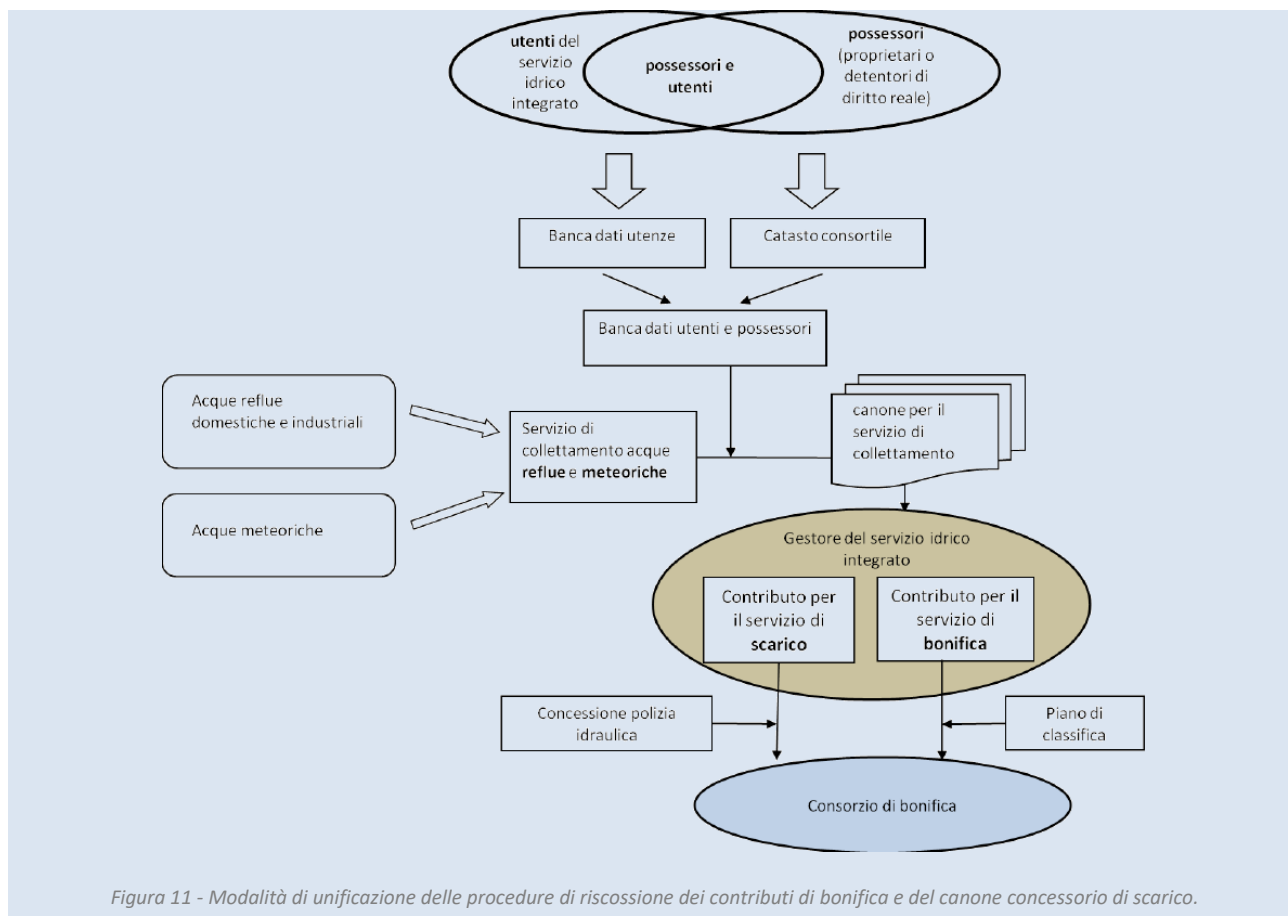 utenti del
servizio
idrico
integrato
possessori e
utenti
possessori
(proprietari o
detentori di
diritto reale)
Banca dati utenze
Catasto consortile
Banca dati utenti e possessori
Acque reflue
domestiche e industriali
Acque meteoriche
Servizio di
collettamento acque
reflue e meteoriche
canone per il
servizio di
collettamento
Gestore del servizio idrico
integrato
Contributo per
il servizio di
scarico
Contributo per il
servizio di
bonifica
Concessione polizia
idraulica
Piano di
classifica
Consorzio di bonifica
Figura 11 - Modalità di unificazione delle procedure di riscossione dei contributi di bonifica e del canone concessorio di scarico.